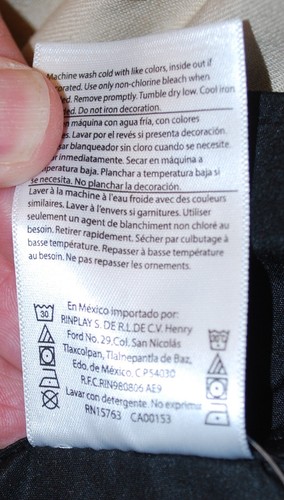 Machine wash cold with like colors, inside out if
decorated. Use only non-chlorine bleach when
Remove promptly. Tumble dry low. Cool iron
Do not iron decoration.
en máquina con agua fria, con colores
Lavar por el revés si presenta decoración.
blanqueador sin cloro cuando se necesite.
inmediatamente. Secar en máquina a
temperatura baja. Planchar a temperatura baja si
se necesita. No planchar la decoración.
Laver à la machine à l'eau froide avec des couleurs
similaires. Laver à l'envers si garnitures. Utiliser
seulement un agent de blanchiment non chloré au
besoin. Retirer rapidement. Sécher par culbutage à
basse température. Repasser à basse température
au besoin. Ne pas repasser les ornements.
30
En México importado por:
RINPLAY S. DE R.L DE C.V. Henry
Ford No. 29, Col. San Nicolás
Tlaxcolpan, Tlalnepantla de Baz,
Edo. de México, C P 54030
R.F.C.RIN980806 AE9
Lavar con detergente. No exprimir
RN15763 CA00153